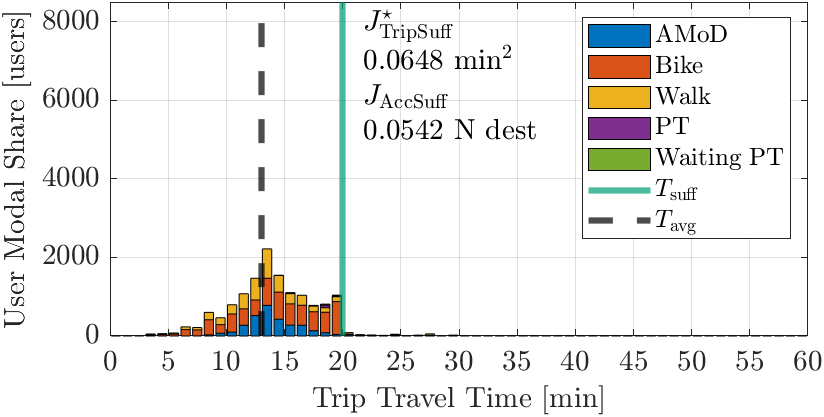 User Modal Share [users]
8000
6000
4000
2000
0
J⋆TripSuff
0.0648 min²
JAccSuff
0.0542 N dest
AMoD
Bike
Walk
PT
Waiting PT
Tsuff
Tavg
0 5 10 15 20 25 30 35 40 45 50 55 60
Trip Travel Time [min]